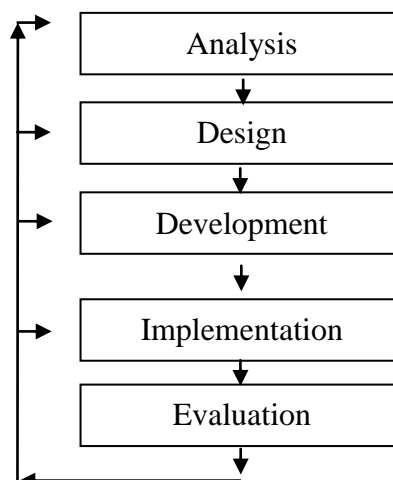 Analysis
Design
Development
Implementation
Evaluation